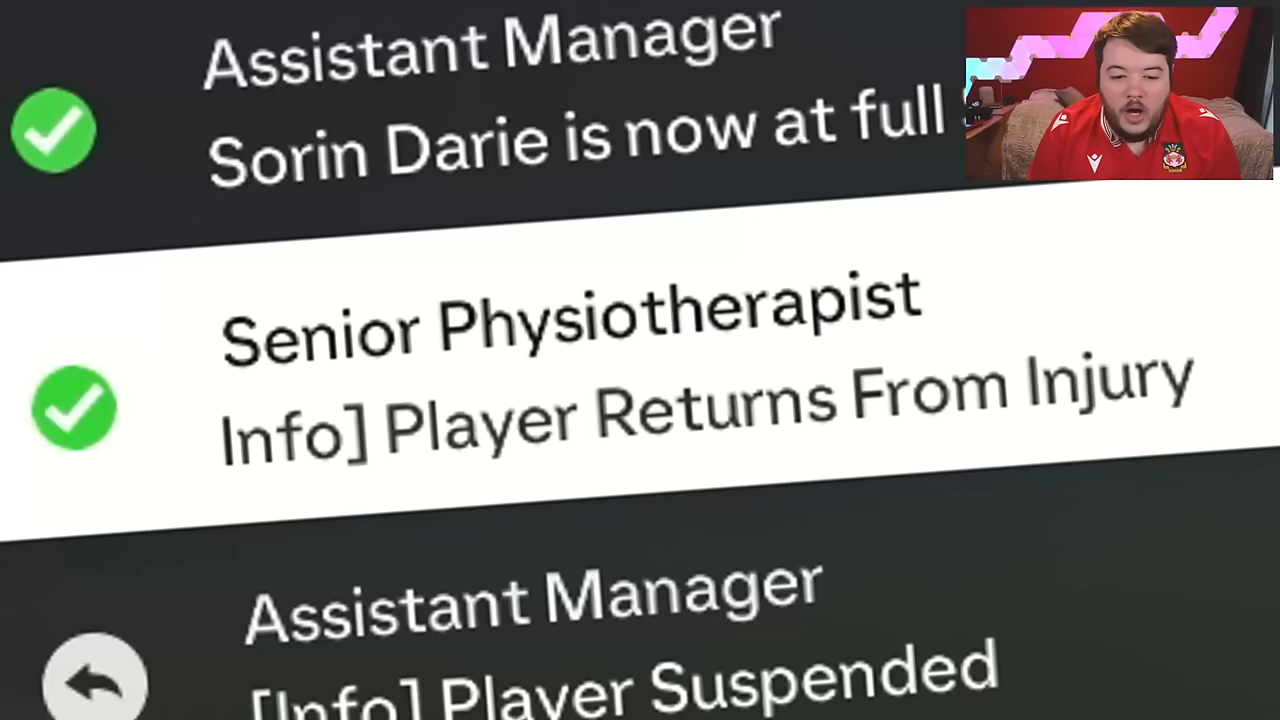 Assistant Manager
Sorin Darie is now at full
Senior Physiotherapist
Info] Player Returns From Injury
Assistant Manager
[Info] Player Suspended